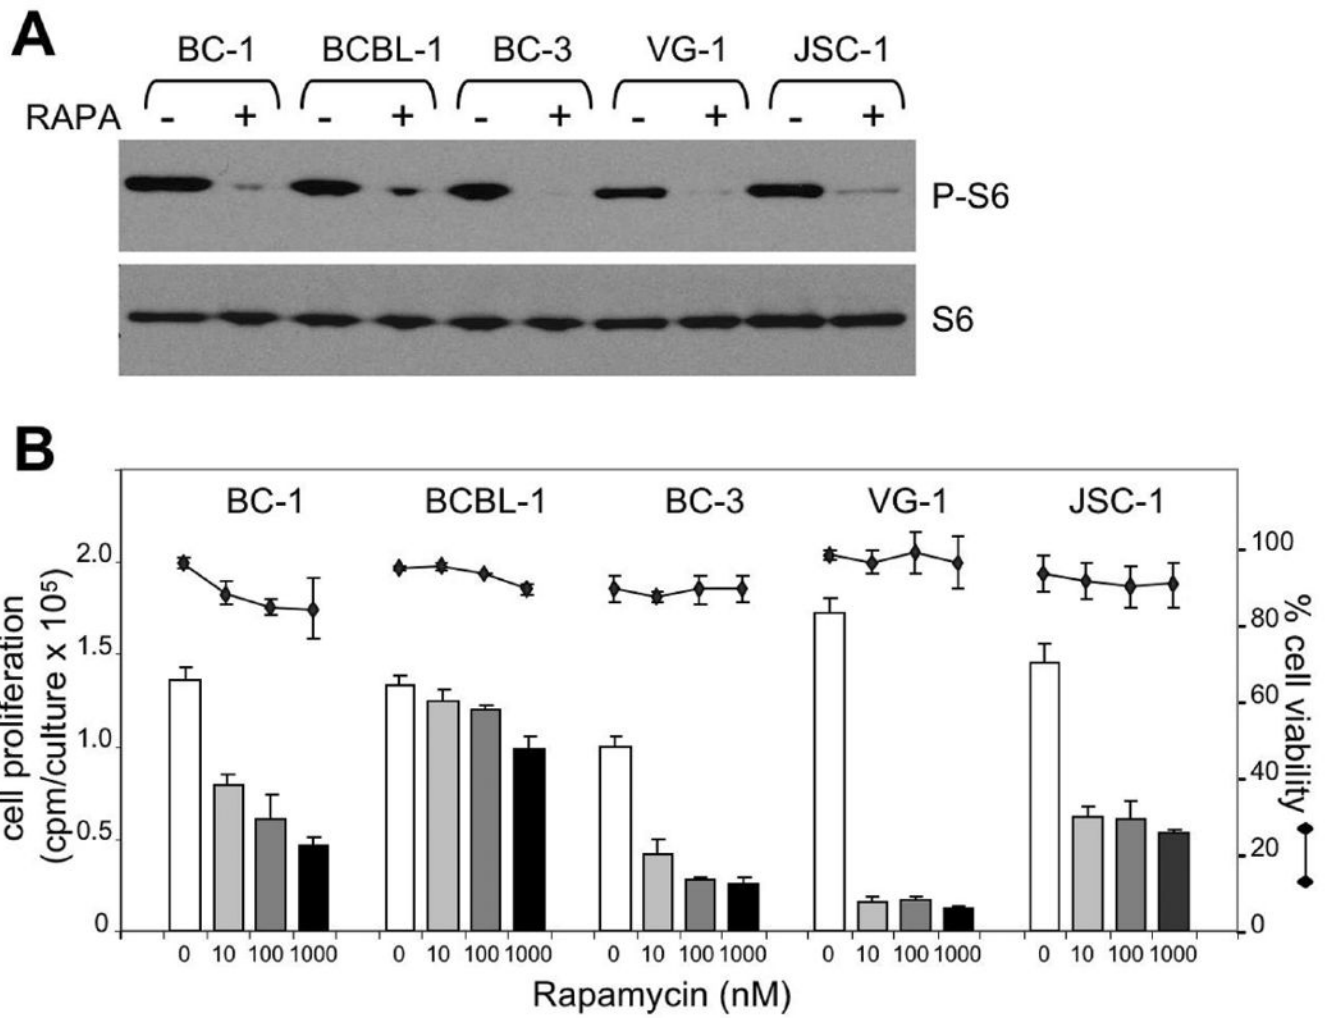 A
BC-1 BCBL-1 BC-3 VG-1 JSC-1
RAPA - + - + - + - + - +
P-S6
S6
B
BC-1 BCBL-1 BC-3 VG-1 JSC-1
2.0
1.5
1.0
0.5
0
cell proliferation
(cpm/culture x 10⁵)
100
80
60
40
20
0
% cell viability
0 10 100 1000 0 10 100 1000 0 10 100 1000 0 10 100 1000 0 10 100 1000
Rapamycin (nM)